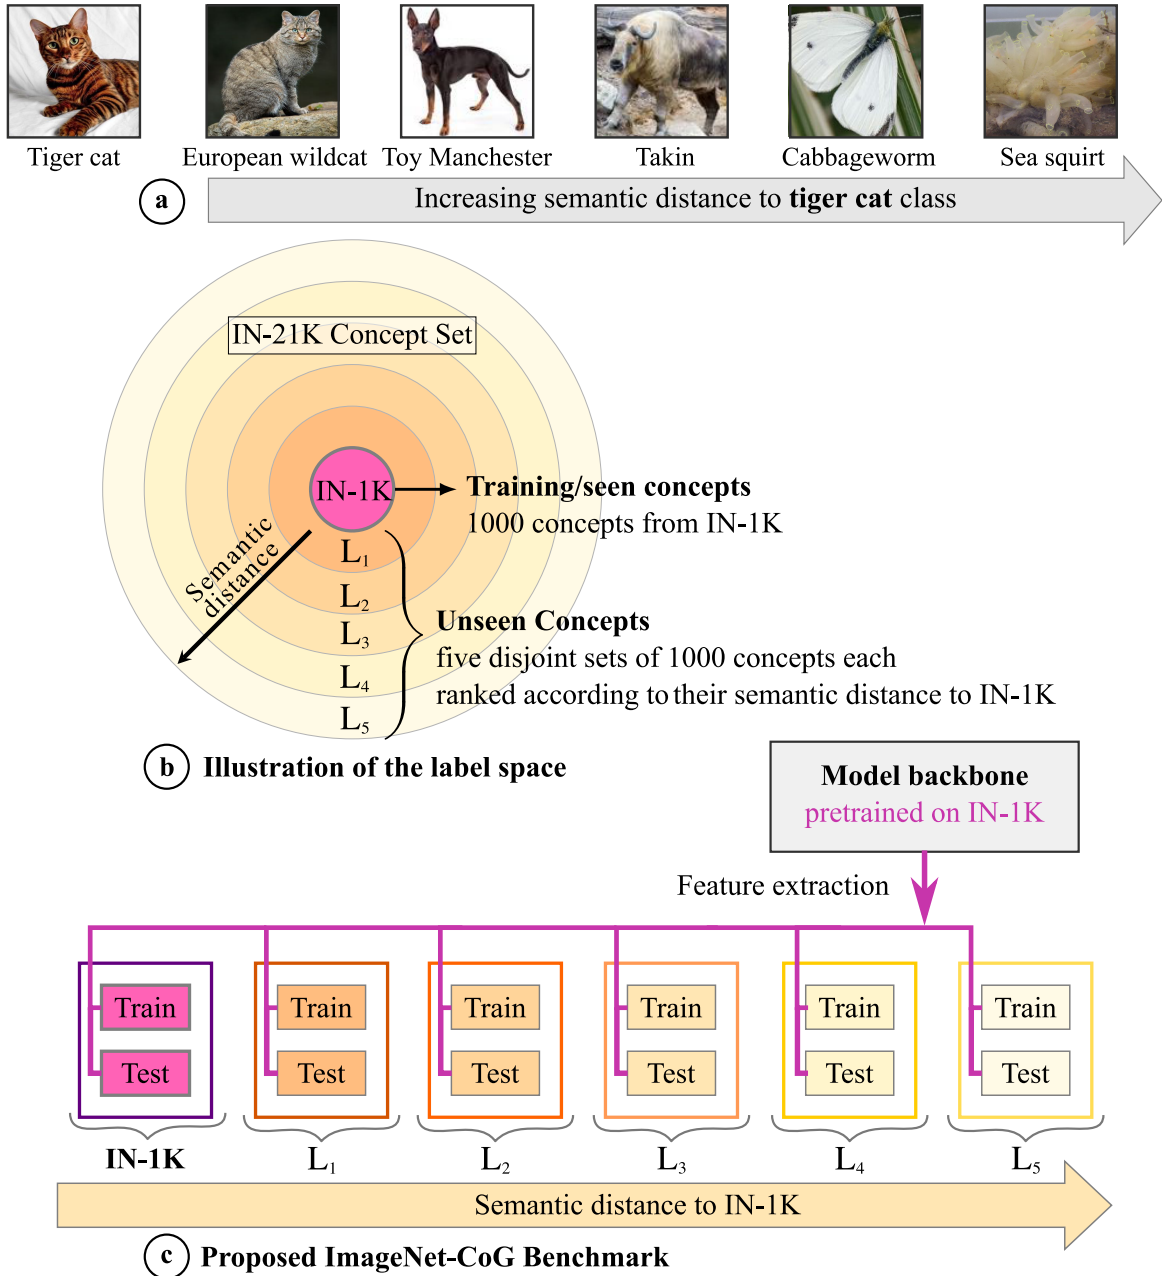 Tiger cat
European wildcat
Toy Manchester
Takin
Cabbageworm
Sea squirt
a
Increasing semantic distance to tiger cat class
IN-21K Concept Set
IN-1K
Training/seen concepts
1000 concepts from IN-1K
Semantic
distance
L1
L2
L3
L4
L5
Unseen Concepts
five disjoint sets of 1000 concepts each
ranked according to their semantic distance to IN-1K
b Illustration of the label space
Model backbone
pretrained on IN-1K
Feature extraction
Train
Train
Train
Train
Train
Train
Test
Test
Test
Test
Test
Test
IN-1K
L1
L2
L3
L4
L5
Semantic distance to IN-1K
c Proposed ImageNet-CoG Benchmark